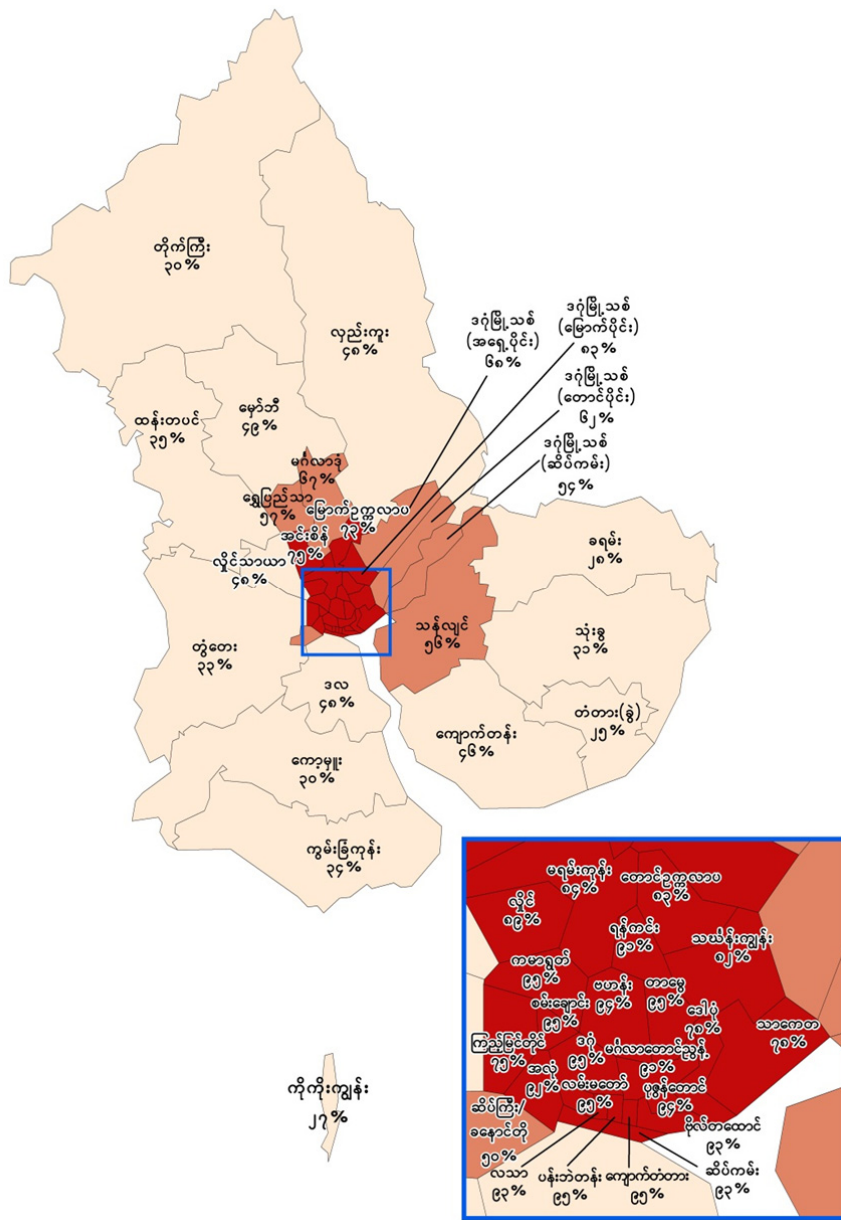 တိုက်ကြီး
၃၀%
လှည်းကူး
၄၈%
ဒဂုံမြို့သစ်
(အရှေ့ပိုင်း)
၆၈%
ဒဂုံမြို့သစ်
(မြောက်ပိုင်း)
၈၃%
ဒဂုံမြို့သစ်
(တောင်ပိုင်း)
၆၂%
ဒဂုံမြို့သစ်
(ဆိပ်ကမ်း)
၅၄%
ထန်းတပင်
၃၅%
မှော်ဘီ
၄၉%
မင်္ဂလာဒုံ
၆၇%
ရွှေပြည်သာ
၅၇%
မြောက်ဥက္ကလာပ
၇၃%
အင်းစိန်
၇၅%
လှိုင်သာယာ
၄၈%
ခရမ်း
၂၈%
တွံတေး
၃၃%
သန်လျင်
၅၆%
သုံးခွ
၃၁%
ဒလ
၄၈%
တံတား(ခွဲ)
၂၅%
ကျောက်တန်း
၄၆%
ကော့မှူး
၃၀%
ကွမ်းခြံကုန်း
၃၄%
ကိုကိုးကျွန်း
၂၇%
မရမ်းကုန်း
၈၄%
တောင်ဥက္ကလာပ
၈၃%
လှိုင်
၈၉%
ရန်ကင်း
၉၁%
သင်္ဃန်းကျွန်း
၈၂%
ကမာရွတ်
၉၅%
ဗဟန်း
၉၄%
တာမွေ
၉၅%
စမ်းချောင်း
၉၅%
ဒေါပုံ
၇၈%
သာကေတ
၇၈%
ကြည့်မြင်တိုင်
၇၅%
ဒဂုံ
၉၅%
မင်္ဂလာတောင်ညွန့်
၉၁%
အလုံ
၉၂%
လမ်းမတော်
၉၅%
ပုဇွန်တောင်
၉၄%
ဆိပ်ကြီး/
ခနောင်တို
၅၀%
ဗိုလ်တထောင်
၉၃%
လသာ
၉၃%
ပန်းဘဲတန်း
၉၅%
ကျောက်တံတား
၉၅%
ဆိပ်ကမ်း
၉၃%